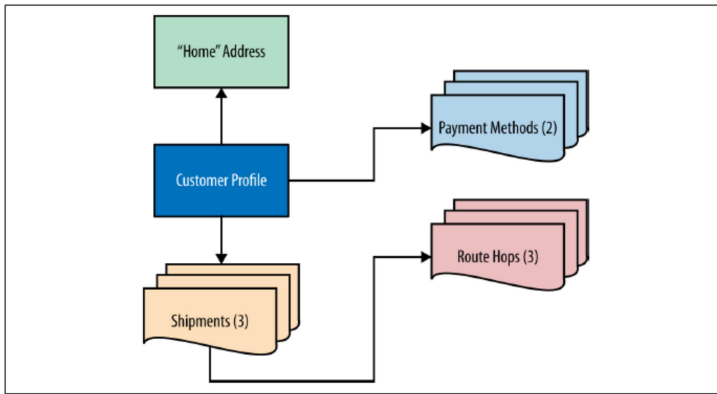 “Home” Address
Payment Methods (2)
Customer Profile
Route Hops (3)
Shipments (3)